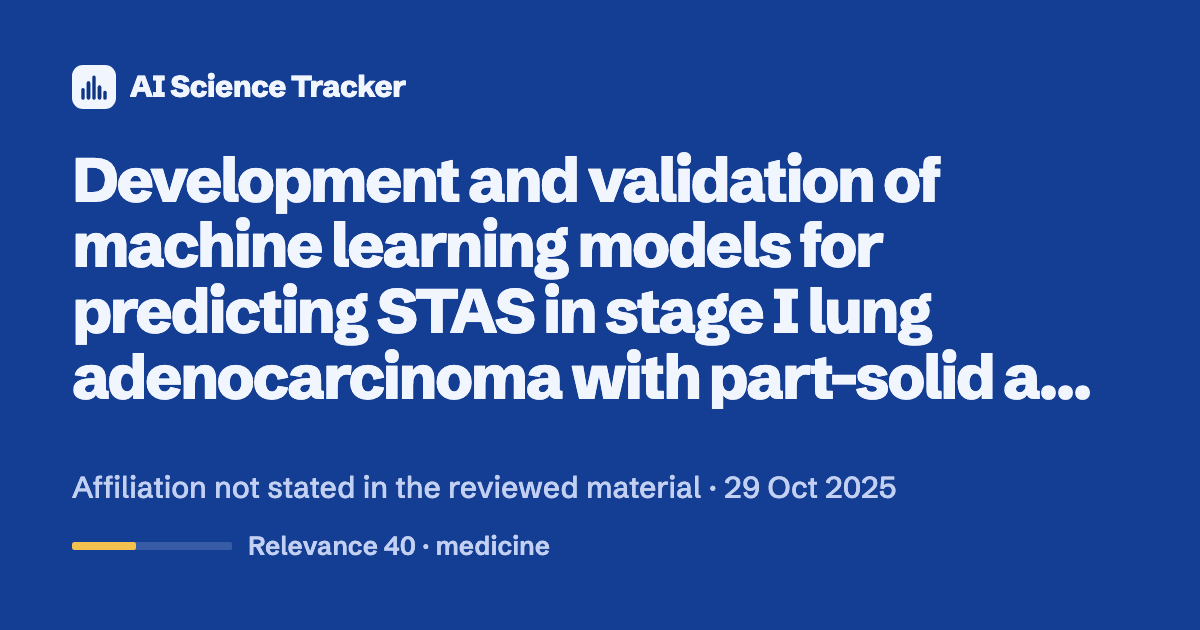 AI Science Tracker
Development and validation of
machine learning models for
predicting STAS in stage I lung
adenocarcinoma with part-solid a...
Affiliation not stated in the reviewed material · 29 Oct 2025
Relevance 40 · medicine